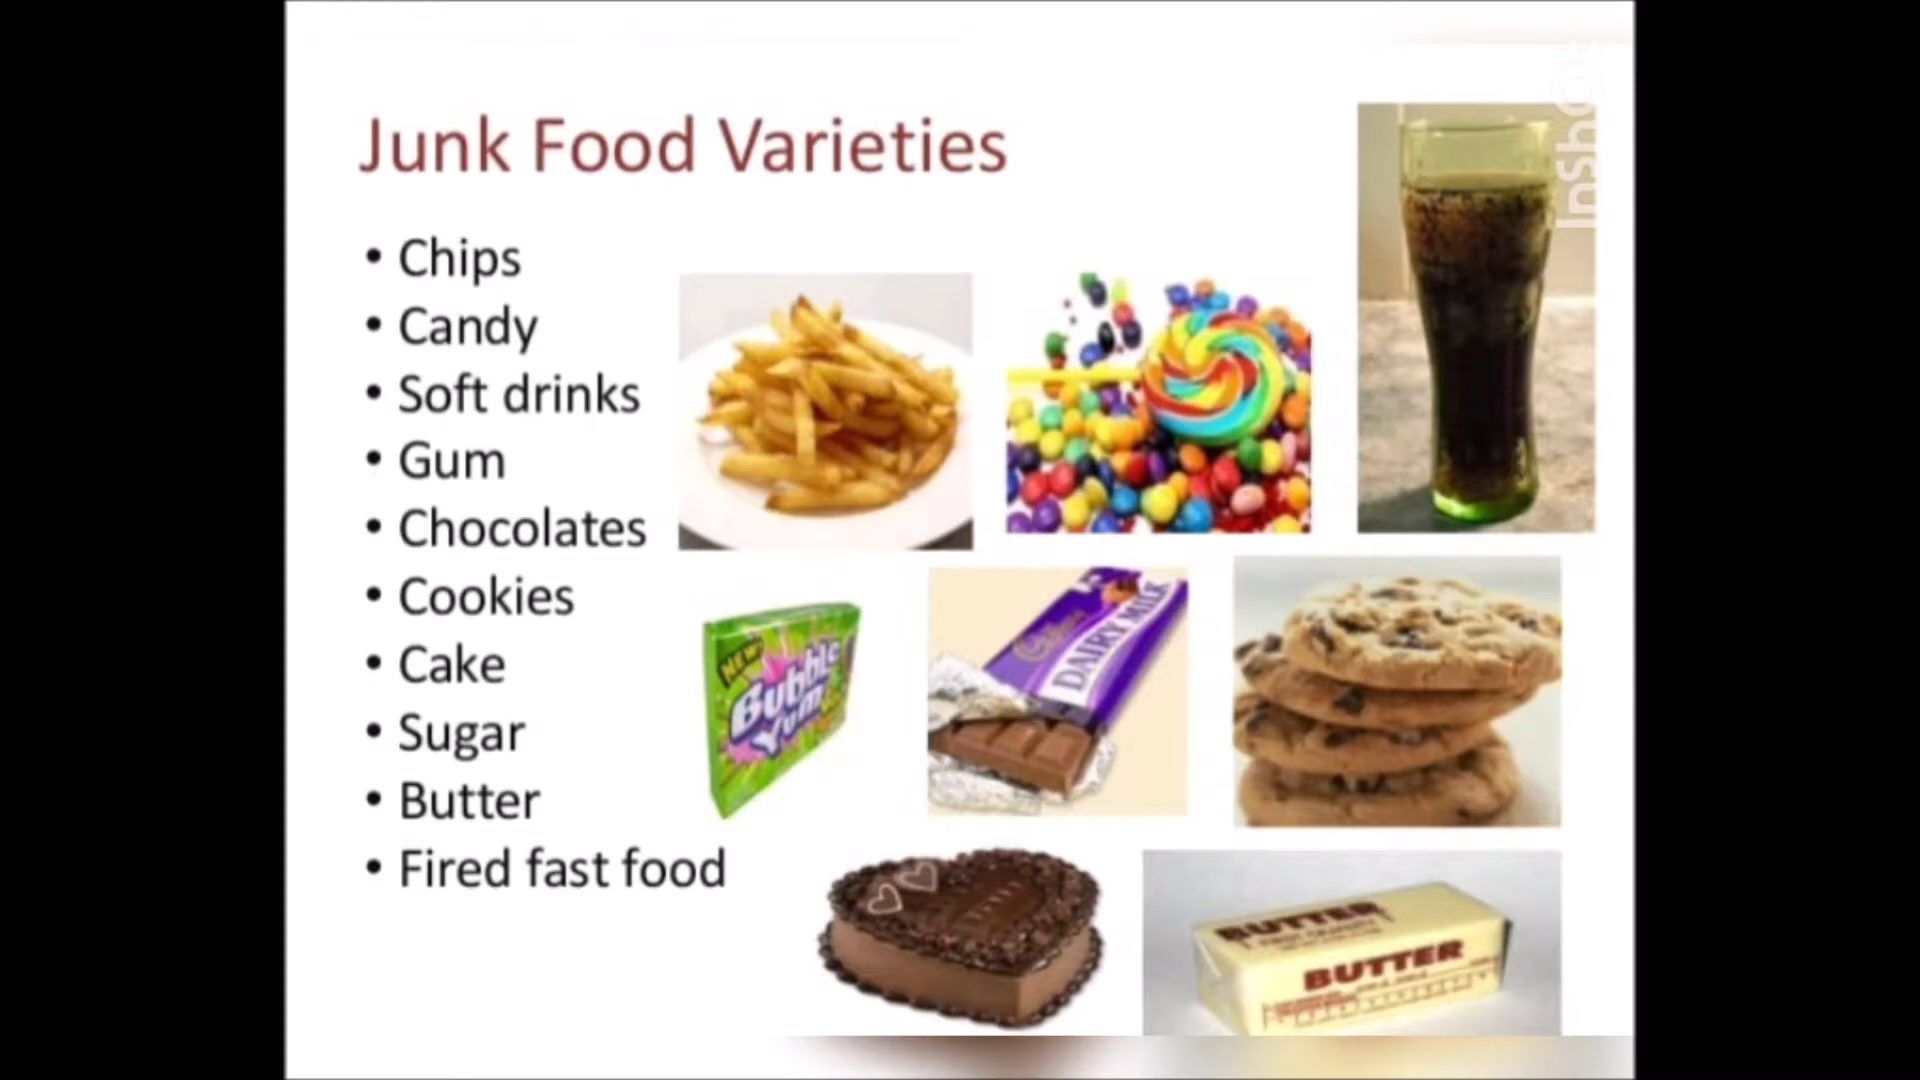 Junk Food Varieties
• Chips
• Candy
• Soft drinks
• Gum
• Chocolates
• Cookies
• Cake
• Sugar
• Butter
• Fired fast food
InShOt
NEW!
Bubble
Yum
Cadbury
DAIRY MILK
BUTTER
BUTTER